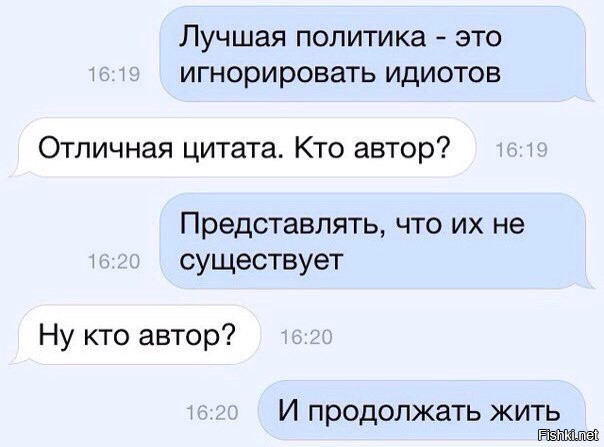 Лучшая политика - это
игнорировать идиотов
16:19
Отличная цитата. Кто автор?
16:19
Представлять, что их не
существует
16:20
Ну кто автор?
16:20
И продолжать жить
16:20
Fishki.net